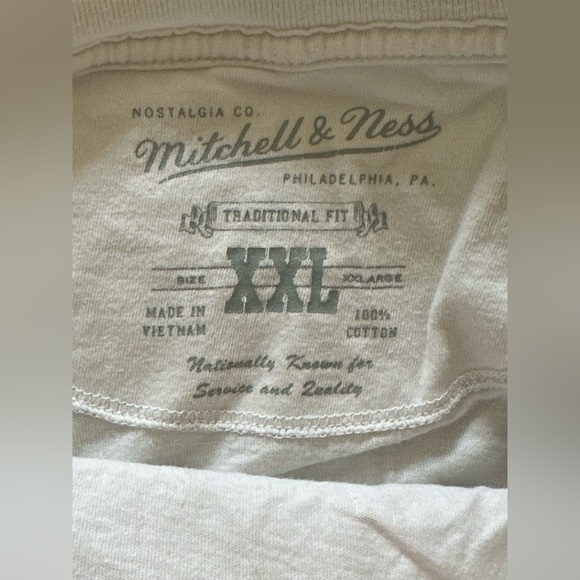 NOSTALGIA CO.
Mitchell & Ness
PHILADELPHIA, PA.
TRADITIONAL FIT
SIZE XXL XXLARGE
MADE IN VIETNAM
100% COTTON
Nationally Known for
Service and Quality